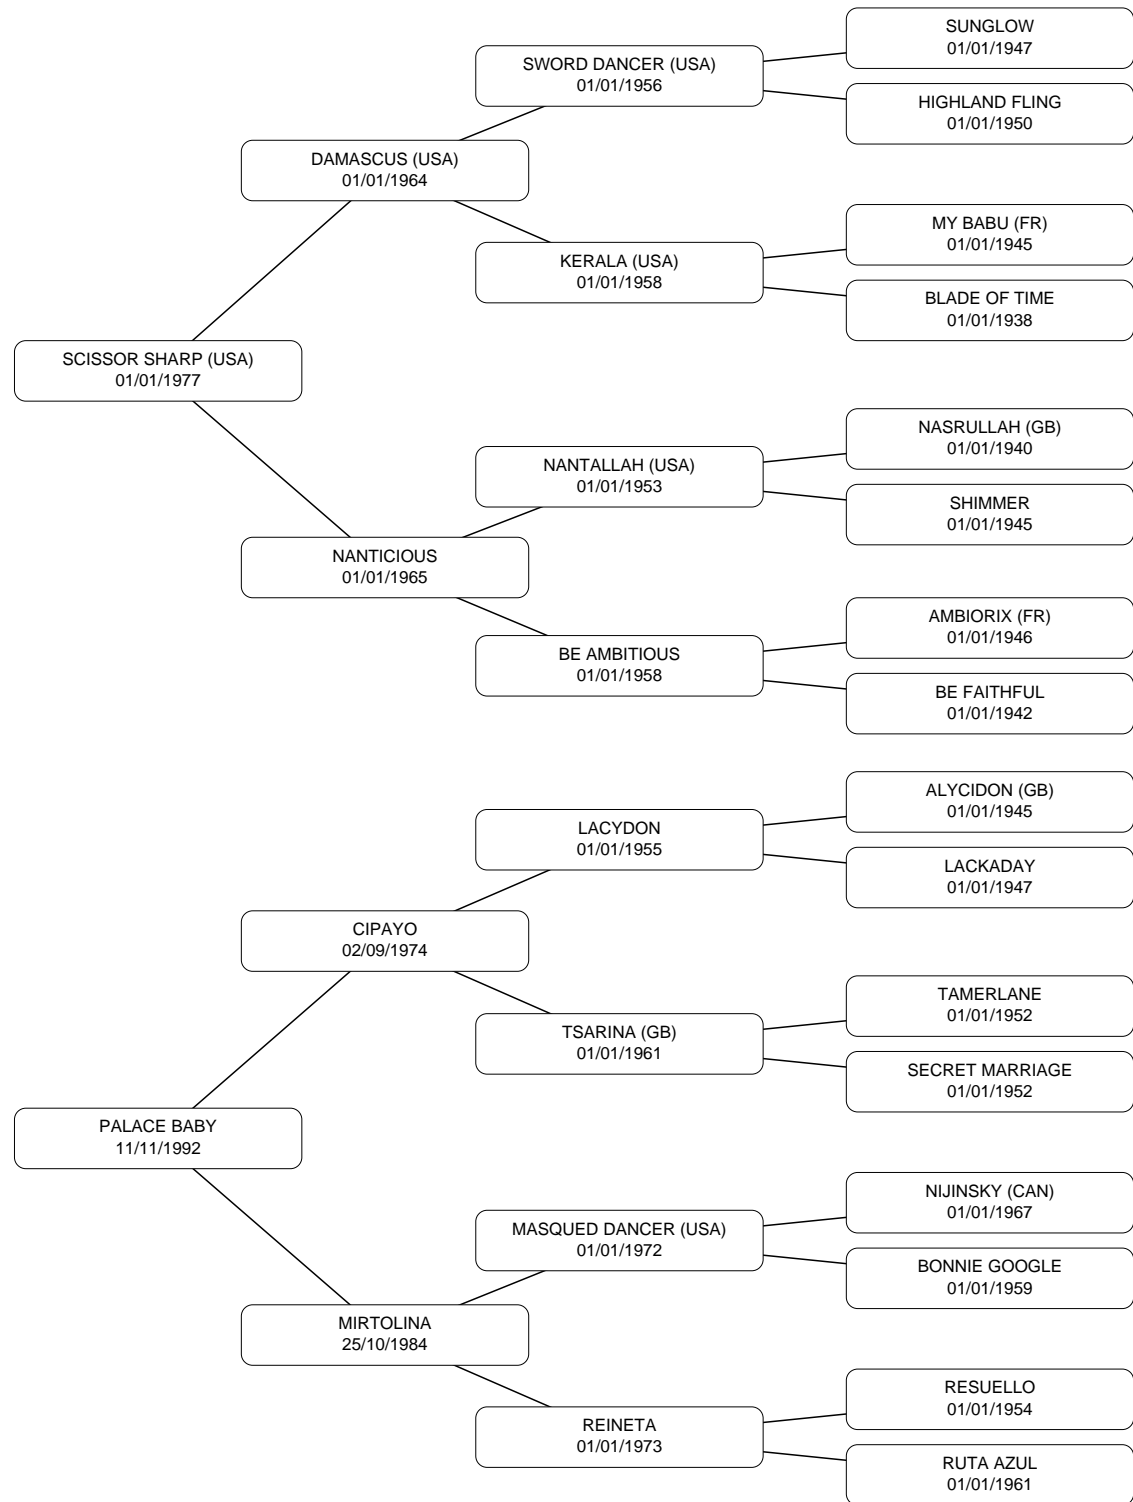 SUNGLOW
01/01/1947
SWORD DANCER (USA)
01/01/1956
HIGHLAND FLING
01/01/1950
DAMASCUS (USA)
01/01/1964
MY BABU (FR)
01/01/1945
KERALA (USA)
01/01/1958
BLADE OF TIME
01/01/1938
SCISSOR SHARP (USA)
01/01/1977
NASRULLAH (GB)
01/01/1940
NANTALLAH (USA)
01/01/1953
SHIMMER
01/01/1945
NANTICIOUS
01/01/1965
AMBIORIX (FR)
01/01/1946
BE AMBITIOUS
01/01/1958
BE FAITHFUL
01/01/1942
ALYCIDON (GB)
01/01/1945
LACYDON
01/01/1955
LACKADAY
01/01/1947
CIPAYO
02/09/1974
TAMERLANE
01/01/1952
TSARINA (GB)
01/01/1961
SECRET MARRIAGE
01/01/1952
PALACE BABY
11/11/1992
NIJINSKY (CAN)
01/01/1967
MASQUED DANCER (USA)
01/01/1972
BONNIE GOOGLE
01/01/1959
MIRTOLINA
25/10/1984
RESUELLO
01/01/1954
REINETA
01/01/1973
RUTA AZUL
01/01/1961